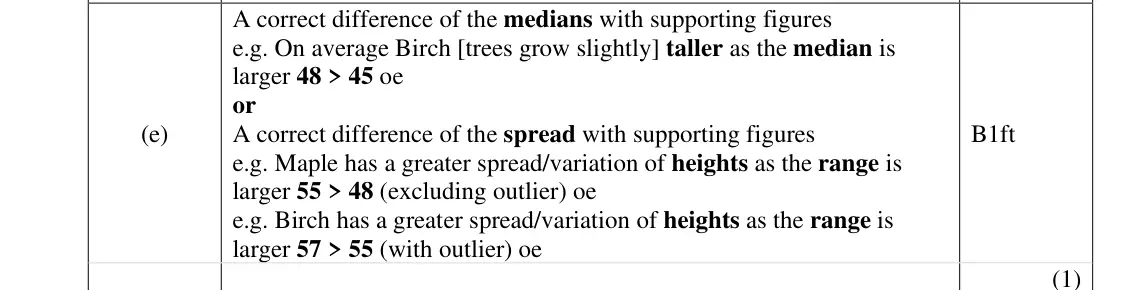 A correct difference of the medians with supporting figures
e.g. On average Birch [trees grow slightly] taller as the median is
larger 48 > 45 oe
or
(e)
A correct difference of the spread with supporting figures
B1ft
e.g. Maple has a greater spread/variation of heights as the range is
larger 55 > 48 (excluding outlier) oe
e.g. Birch has a greater spread/variation of heights as the range is
larger 57 > 55 (with outlier) oe
(1)